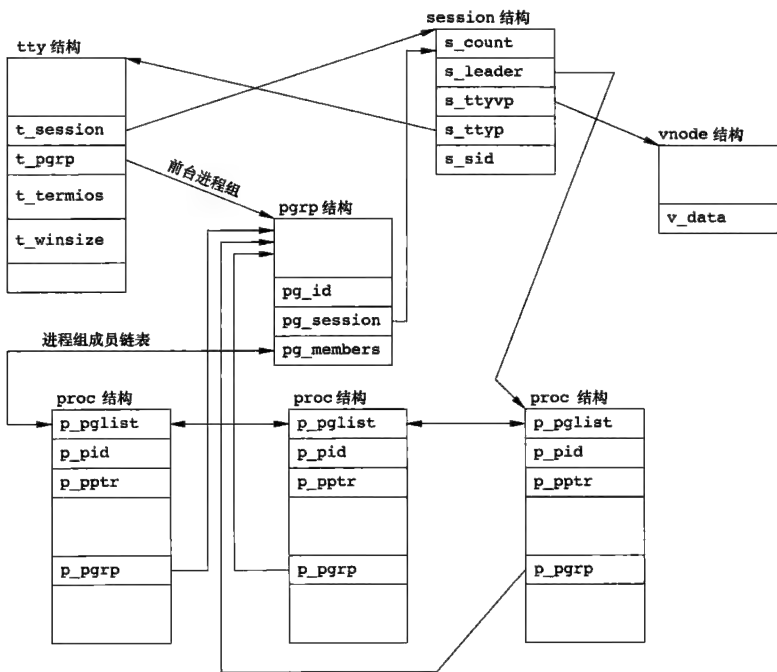 session 结构
s_count
s_leader
s_ttyvp
s_ttyp
s_sid
tty 结构
t_session
t_pgrp
t_termios
t_winsize
vnode 结构
v_data
前台进程组
pgrp 结构
pg_id
pg_session
pg_members
进程组成员链表
proc 结构
p_pglist
p_pid
p_pptr
p_pgrp
proc 结构
p_pglist
p_pid
p_pptr
p_pgrp
proc 结构
p_pglist
p_pid
p_pptr
p_pgrp